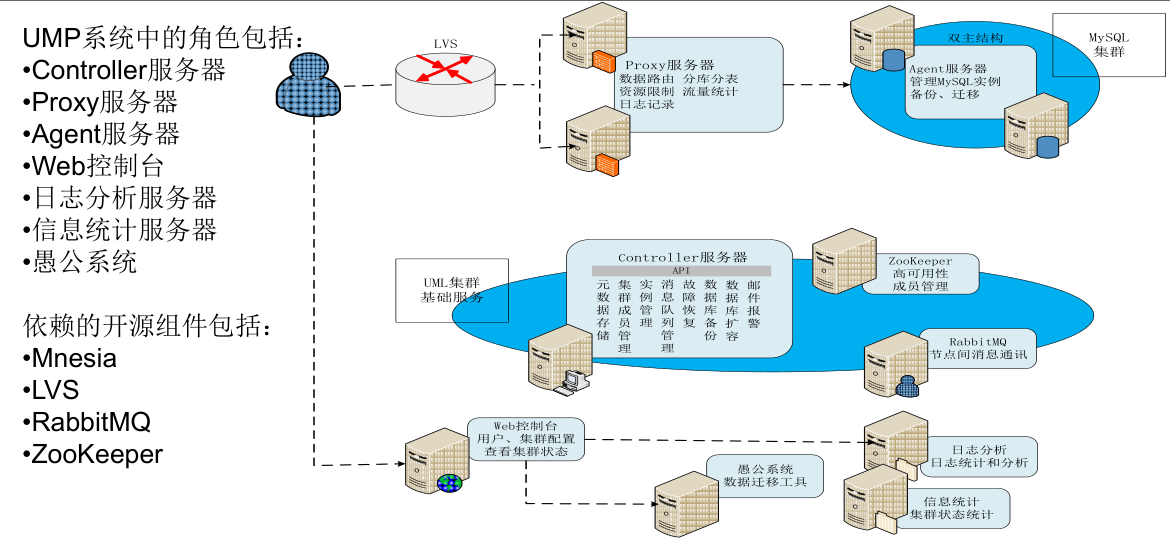 UMP系统中的角色包括：
•Controller服务器
•Proxy服务器
•Agent服务器
•Web控制台
•日志分析服务器
•信息统计服务器
•愚公系统
依赖的开源组件包括：
•Mnesia
•LVS
•RabbitMQ
•ZooKeeper
LVS
Proxy服务器
数据路由 分库分表
资源限制 流量统计
日志记录
双主结构
MySQL
集群
Agent服务器
管理MySQL实例
备份、迁移
UML集群
基础服务
Controller服务器
API
元数据存储
集群成员管理
实例管理
消息队列管理
故障恢复
数据库备份
数据库扩容
邮件报警
ZooKeeper
高可用性
成员管理
RabbitMQ
节点间消息通讯
Web控制台
用户、集群配置
查看集群状态
愚公系统
数据迁移工具
日志分析
日志统计和分析
信息统计
集群状态统计